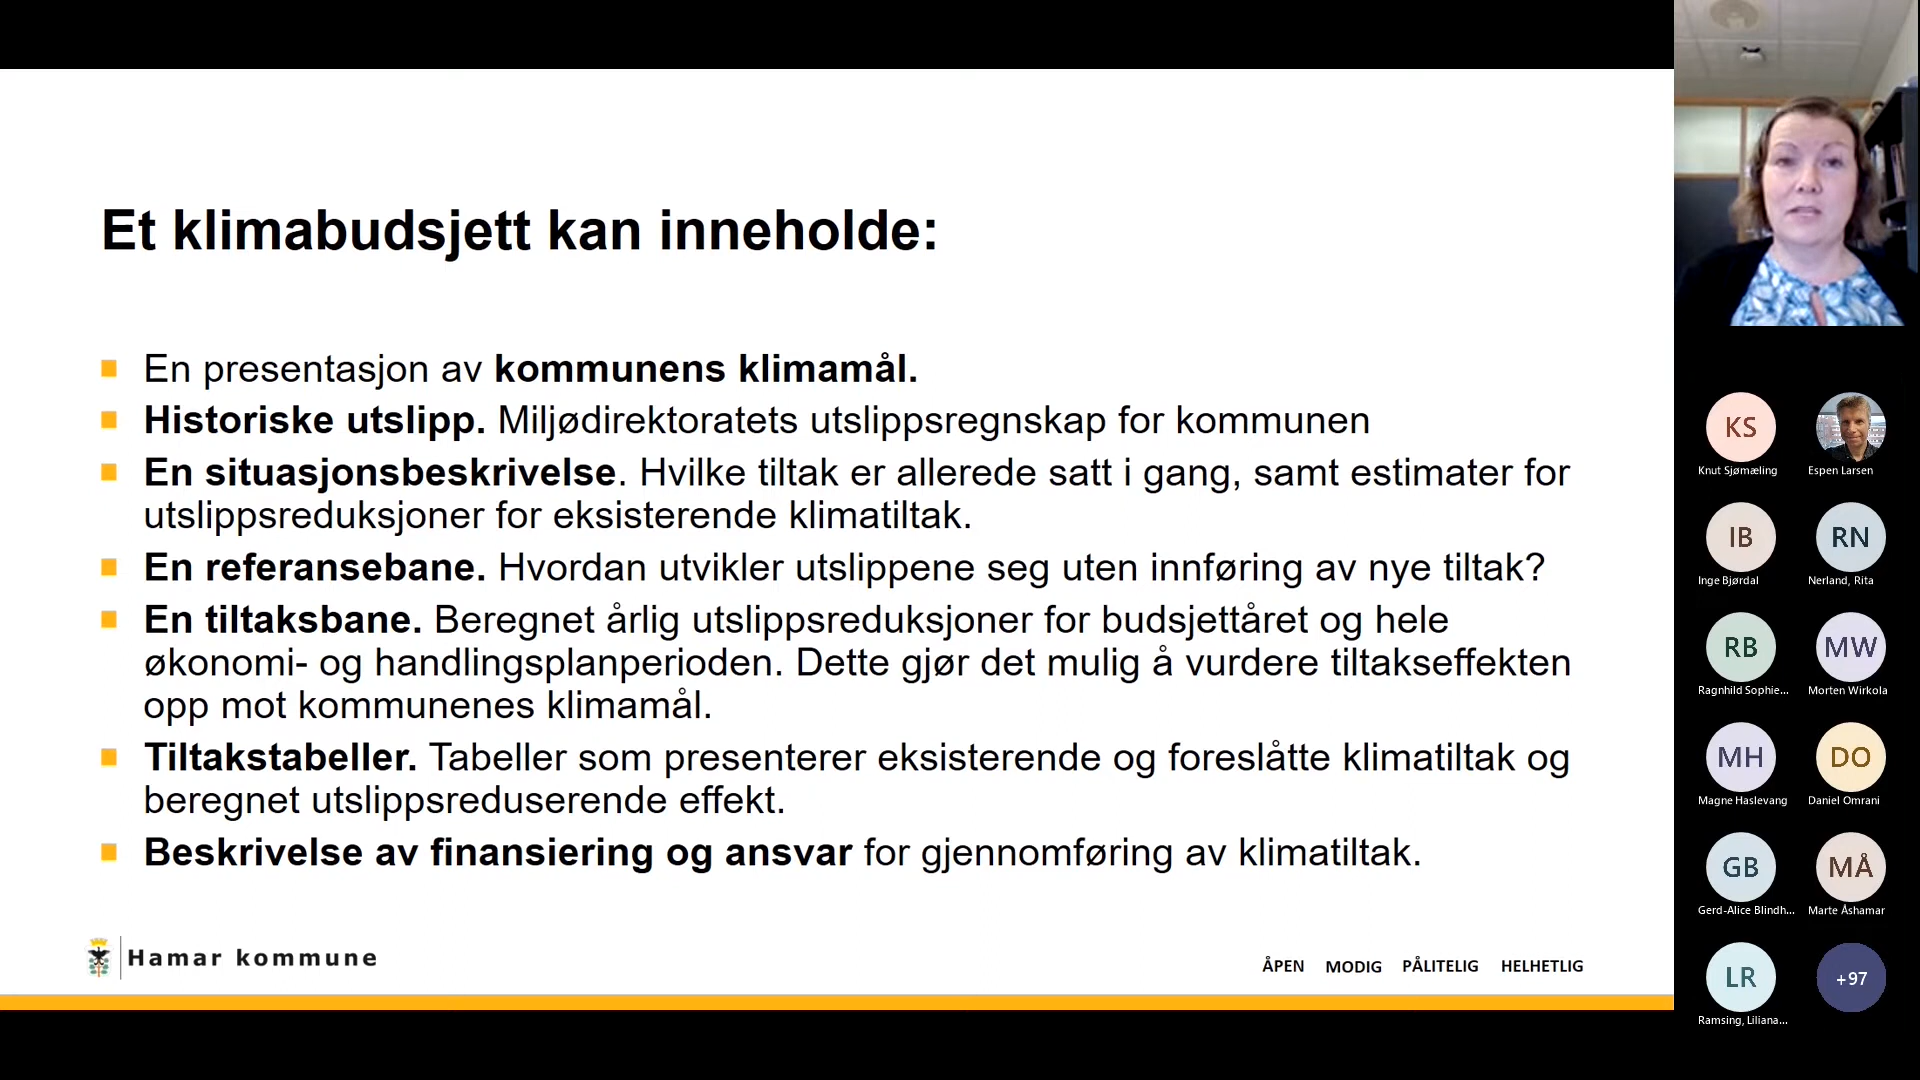 Et klimabudsjett kan inneholde:
En presentasjon av kommunens klimamål.
Historiske utslipp. Miljødirektoratets utslippsregnskap for kommunen
En situasjonsbeskrivelse. Hvilke tiltak er allerede satt i gang, samt estimater for
utslippsreduksjoner for eksisterende klimatiltak.
En referansebane. Hvordan utvikler utslippene seg uten innføring av nye tiltak?
En tiltaksbane. Beregnet årlig utslippsreduksjoner for budsjettåret og hele
økonomi- og handlingsplanperioden. Dette gjør det mulig å vurdere tiltakseffekten
opp mot kommunenes klimamål.
Tiltakstabeller. Tabeller som presenterer eksisterende og foreslåtte klimatiltak og
beregnet utslippsreduserende effekt.
Beskrivelse av finansiering og ansvar for gjennomføring av klimatiltak.
Hamar kommune
ÅPEN MODIG PÅLITELIG HELHETLIG
KS
Knut Sjømæling Espen Larsen
IB RN
Inge Bjørdal Nerland, Rita
RB MW
Ragnhild Sophie... Morten Wirkola
MH DO
Magne Haslevang Daniel Omrani
GB MÅ
Gerd-Alice Blindh... Marte Åshamar
LR +97
Ramsing, Liliana...